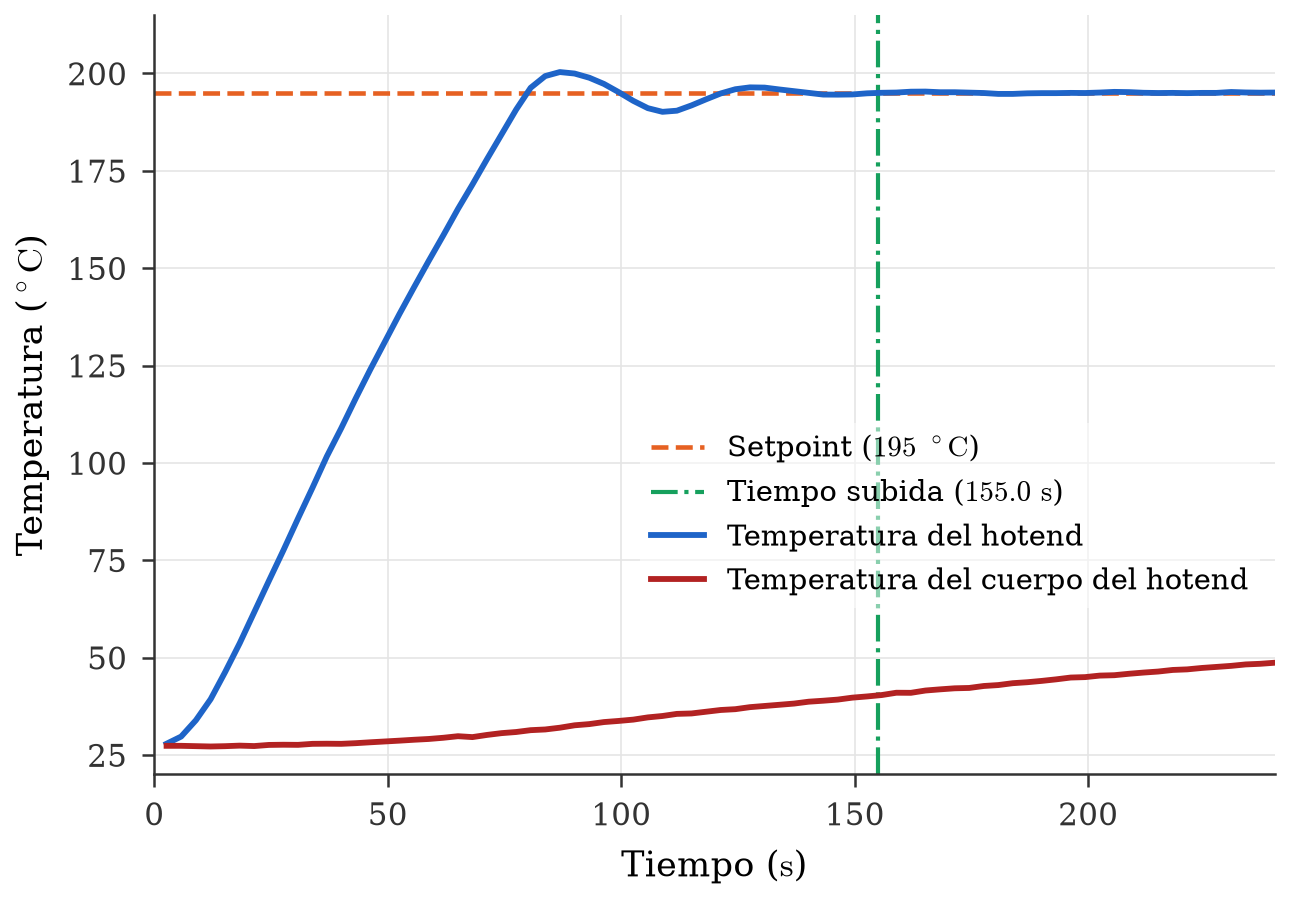 Temperatura (°C)
200
175
150
125
100
75
50
25
Setpoint (195 °C)
Tiempo subida (155.0 s)
Temperatura del hotend
Temperatura del cuerpo del hotend
0 50 100 150 200
Tiempo (s)